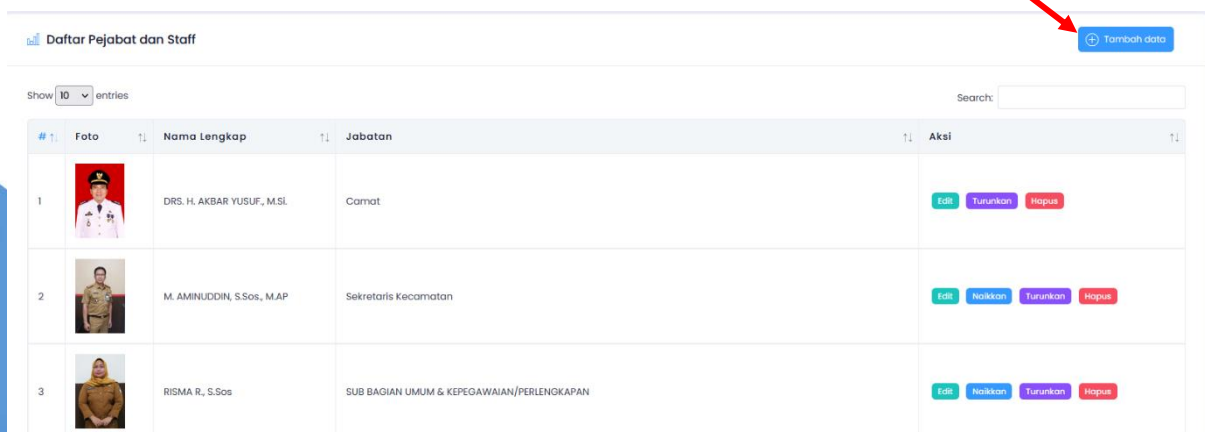 Daftar Pejabat dan Staff
Tambah data
Show 10 entries
Search:
# Foto Nama Lengkap Jabatan Aksi
1 DRS. H. AKBAR YUSUF., M.Si. Camat Edit Turunkan Hapus
2 M. AMINUDDIN, S.Sos., M.AP Sekretaris Kecamatan Edit Naikkan Turunkan Hapus
3 RISMA R., S.Sos SUB BAGIAN UMUM & KEPEGAWAIAN/PERLENGKAPAN Edit Naikkan Turunkan Hapus